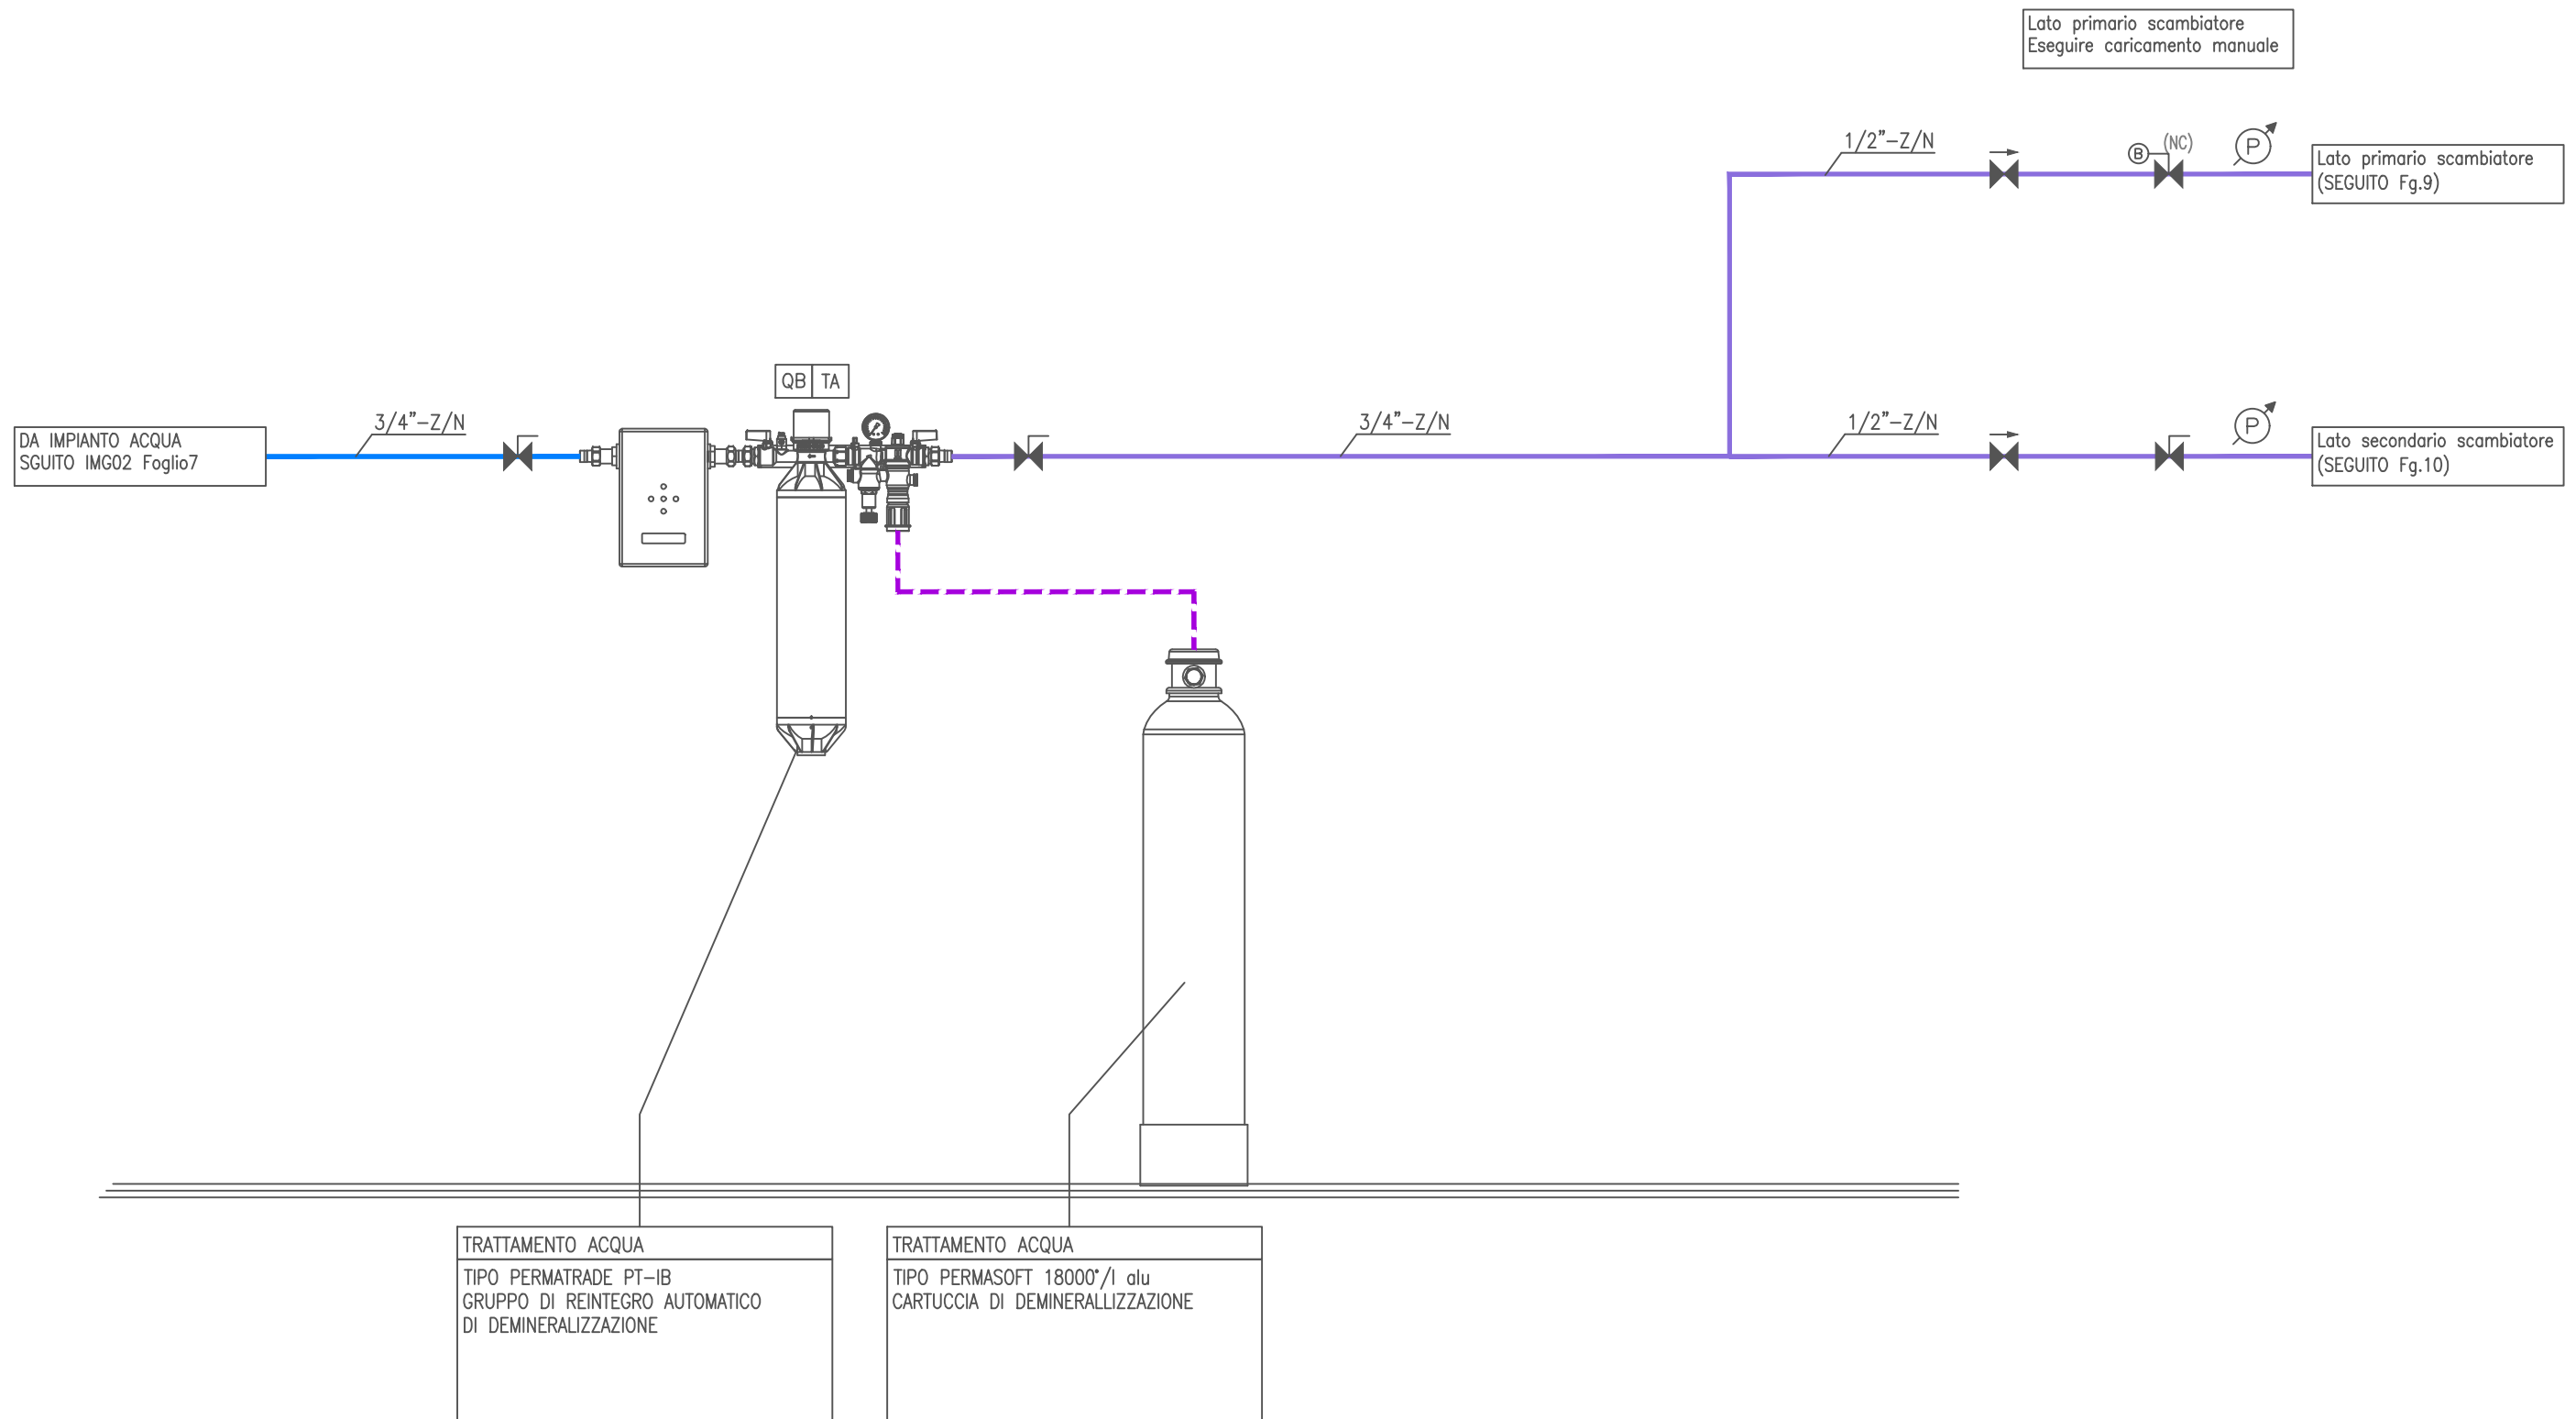 Lato primario scambiatore
Eseguire caricamento manuale
1/2"-Z/N
B
(NC)
P
Lato primario scambiatore
(SEGUITO Fg.9)
QB TA
DA IMPIANTO ACQUA
SGUITO IMG02 Foglio7
3/4"-Z/N
3/4"-Z/N
1/2"-Z/N
P
Lato secondario scambiatore
(SEGUITO Fg.10)
TRATTAMENTO ACQUA
TIPO PERMATRADE PT-IB
GRUPPO DI REINTEGRO AUTOMATICO
DI DEMINERALIZZAZIONE
TRATTAMENTO ACQUA
TIPO PERMASOFT 18000°/l alu
CARTUCCIA DI DEMINERALLIZZAZIONE